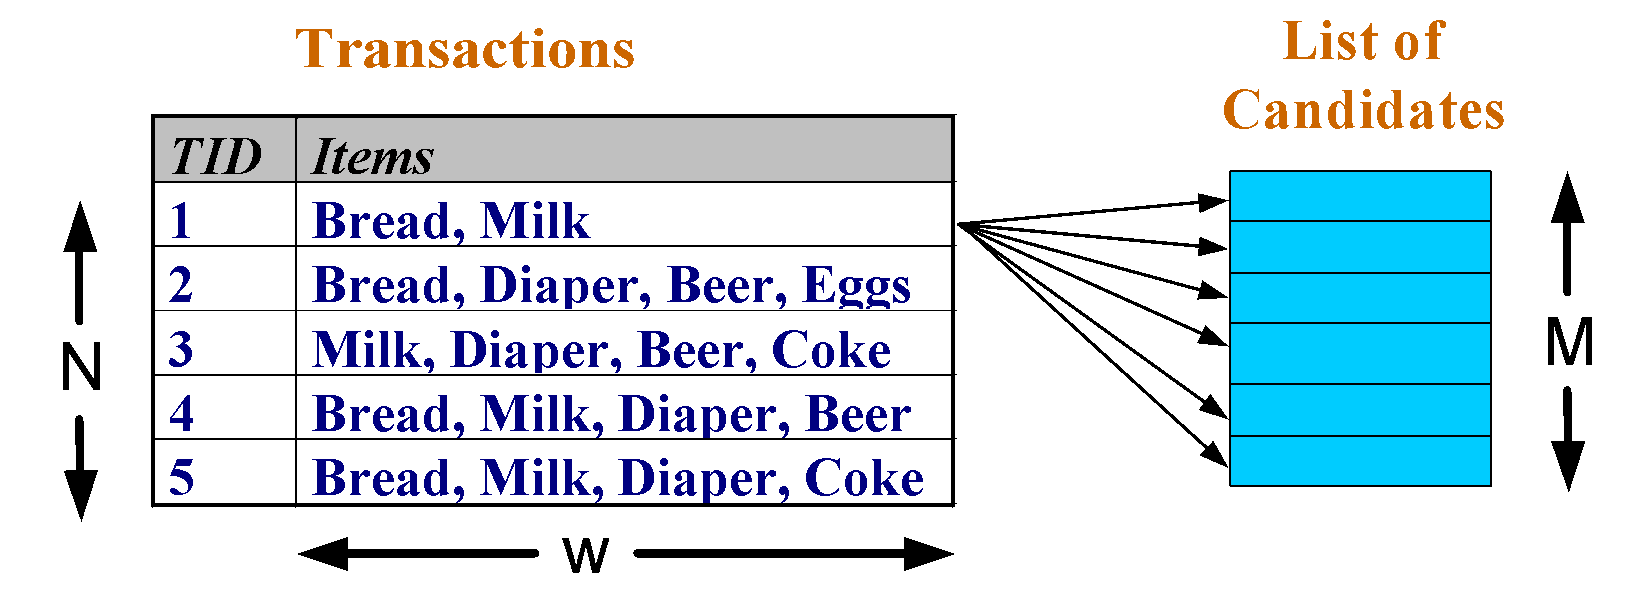 Transactions
List of
Candidates
TID Items
1 Bread, Milk
2 Bread, Diaper, Beer, Eggs
3 Milk, Diaper, Beer, Coke
4 Bread, Milk, Diaper, Beer
5 Bread, Milk, Diaper, Coke
N
M
w